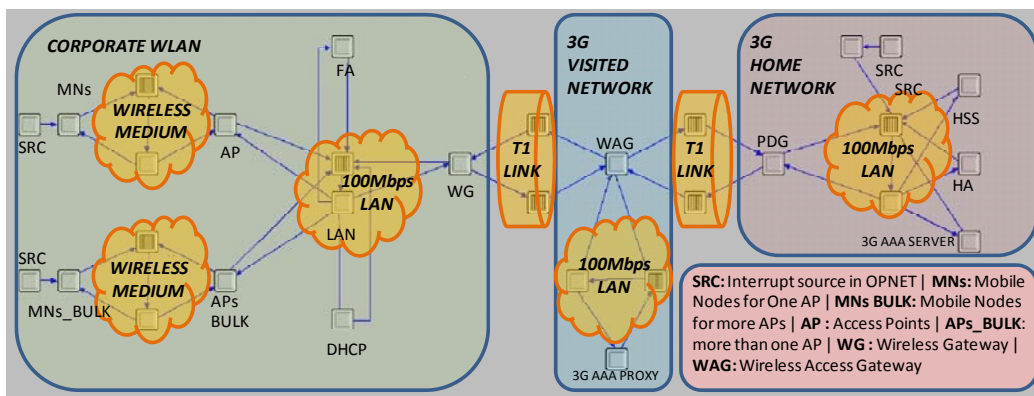 CORPORATE WLAN
FA
MNs
WIRELESS
MEDIUM
SRC
AP
100Mbps
LAN
LAN
WG
SRC
WIRELESS
MEDIUM
MNs_BULK
APs
BULK
DHCP
T1
LINK
3G
VISITED
NETWORK
WAG
100Mbps
LAN
3G AAA PROXY
T1
LINK
3G
HOME
NETWORK
SRC
SRC
HSS
PDG
100Mbps
LAN
HA
3G AAA SERVER
SRC: Interrupt source in OPNET | MNs: Mobile
Nodes for One AP | MNs BULK: Mobile Nodes
for more APs | AP : Access Points | APs_BULK:
more than one AP | WG : Wireless Gateway |
WAG: Wireless Access Gateway